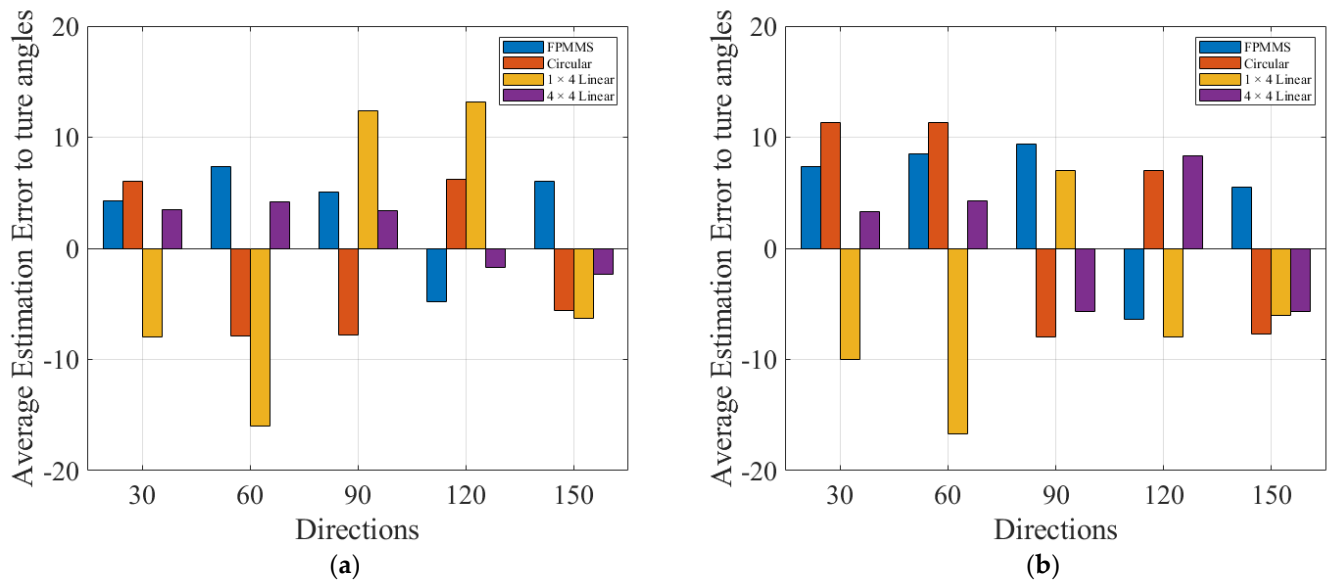 20
10
0
-10
-20
Average Estimation Error to ture angles
30 60 90 120 150
Directions
FPMMS
Circular
1 × 4 Linear
4 × 4 Linear
(a)
20
10
0
-10
-20
Average Estimation Error to ture angles
30 60 90 120 150
Directions
FPMMS
Circular
1 × 4 Linear
4 × 4 Linear
(b)